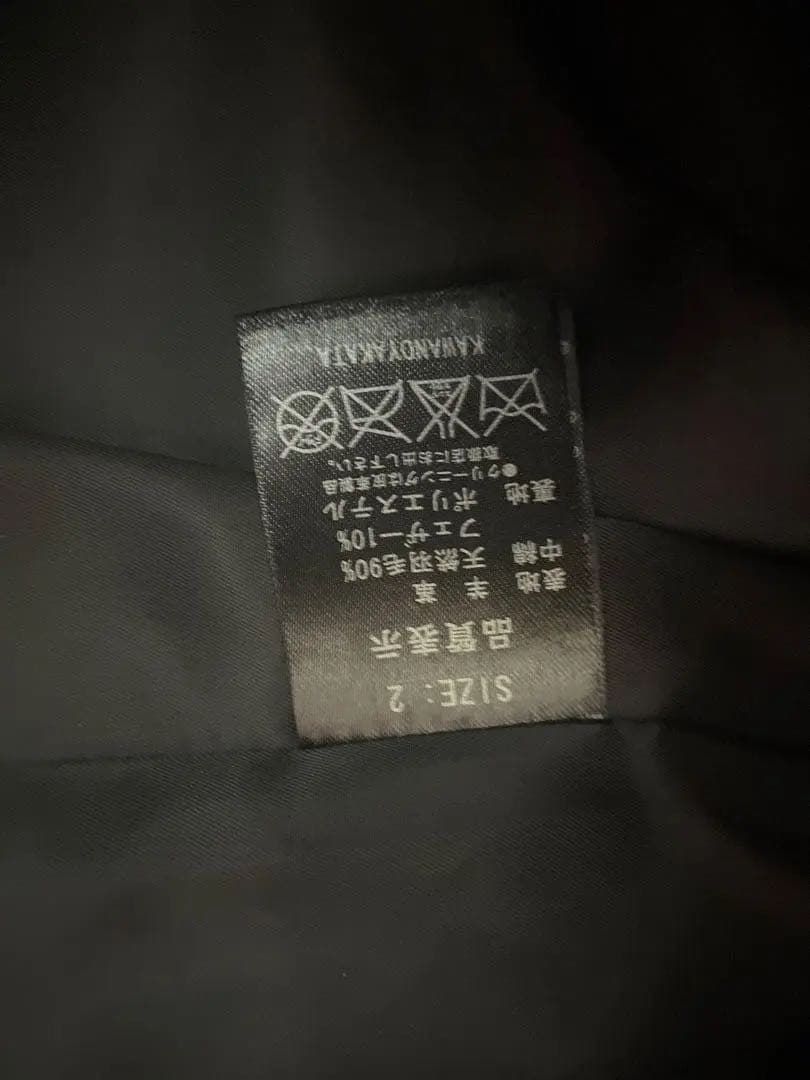 SIZE: 2
品質表示
表地 羊革
中綿 天然羽毛90%
フェザー10%
裏地 ポリエステル
●クリーニングは皮革製品
取扱店にお出し下さい。
KAWANOYAKATA